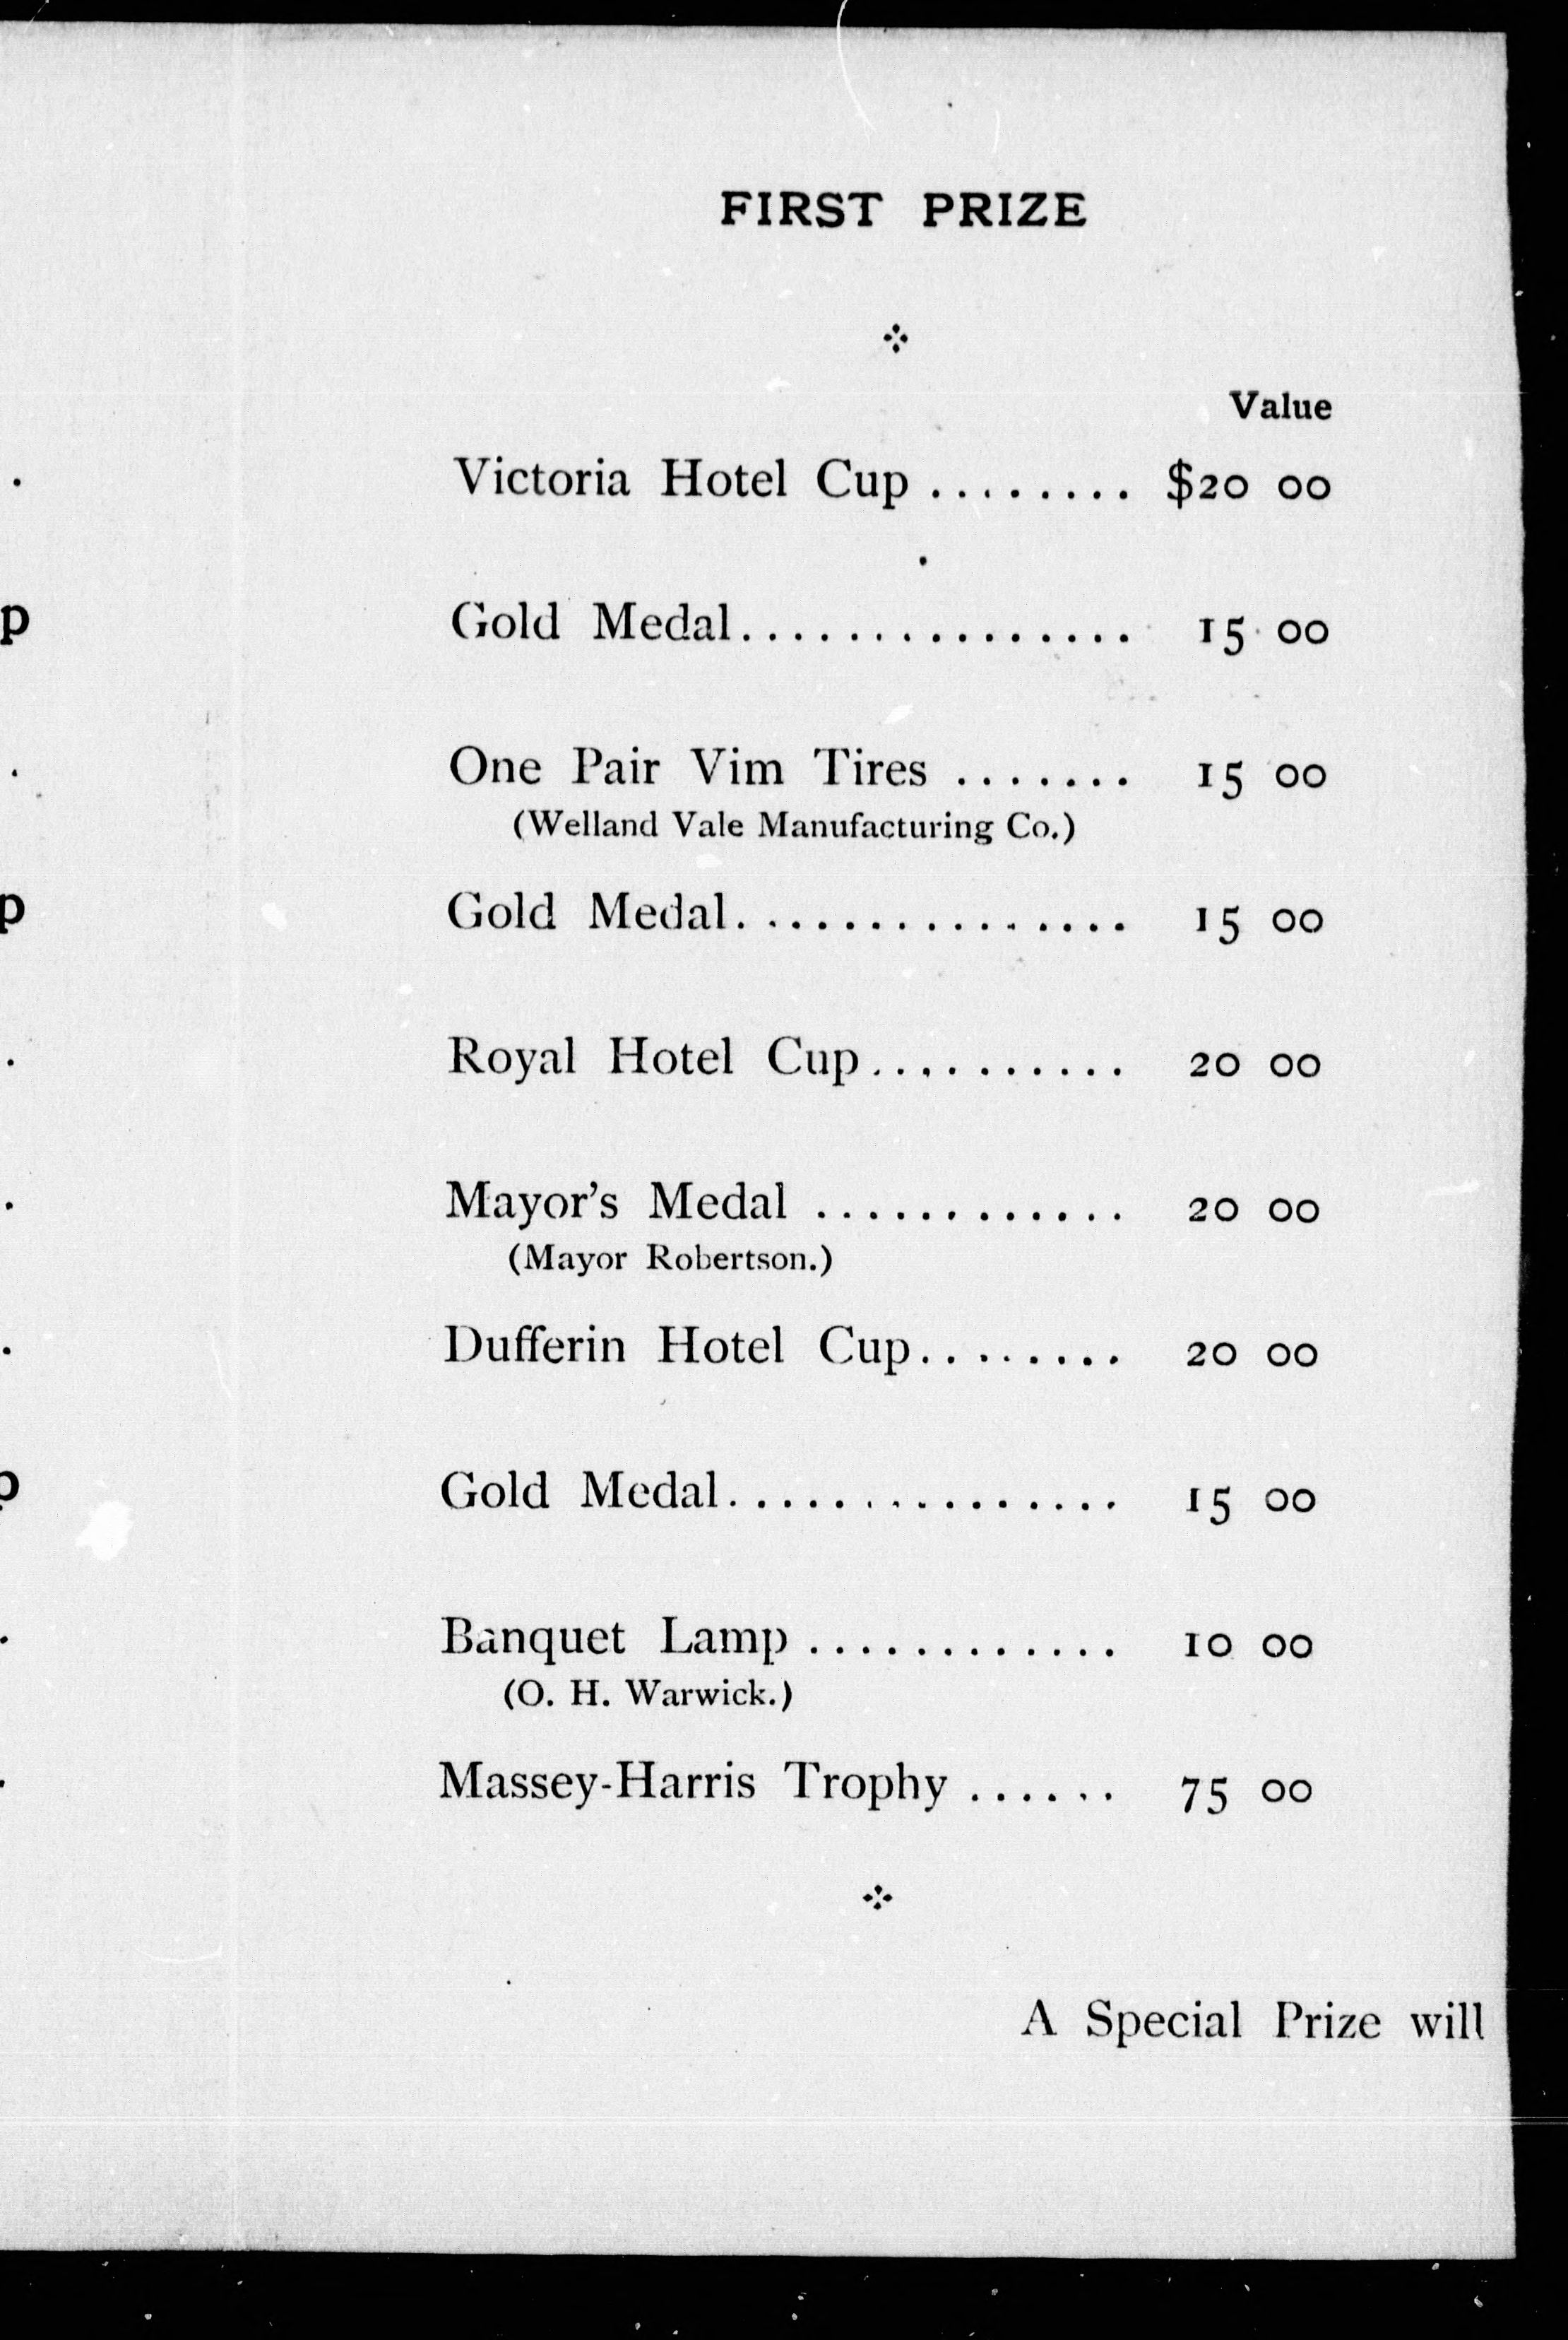 FIRST PRIZE
Value
Victoria Hotel Cup ........ $20 00
p
Gold Medal............... 15 00
One Pair Vim Tires ....... 15 00
(Welland Vale Manufacturing Co.)
p
Gold Medal............... 15 00
Royal Hotel Cup.......... 20 00
Mayor's Medal ............ 20 00
(Mayor Robertson.)
Dufferin Hotel Cup........ 20 00
p
Gold Medal............... 15 00
Banquet Lamp ............ 10 00
(O. H. Warwick.)
Massey-Harris Trophy ...... 75 00
A Special Prize will